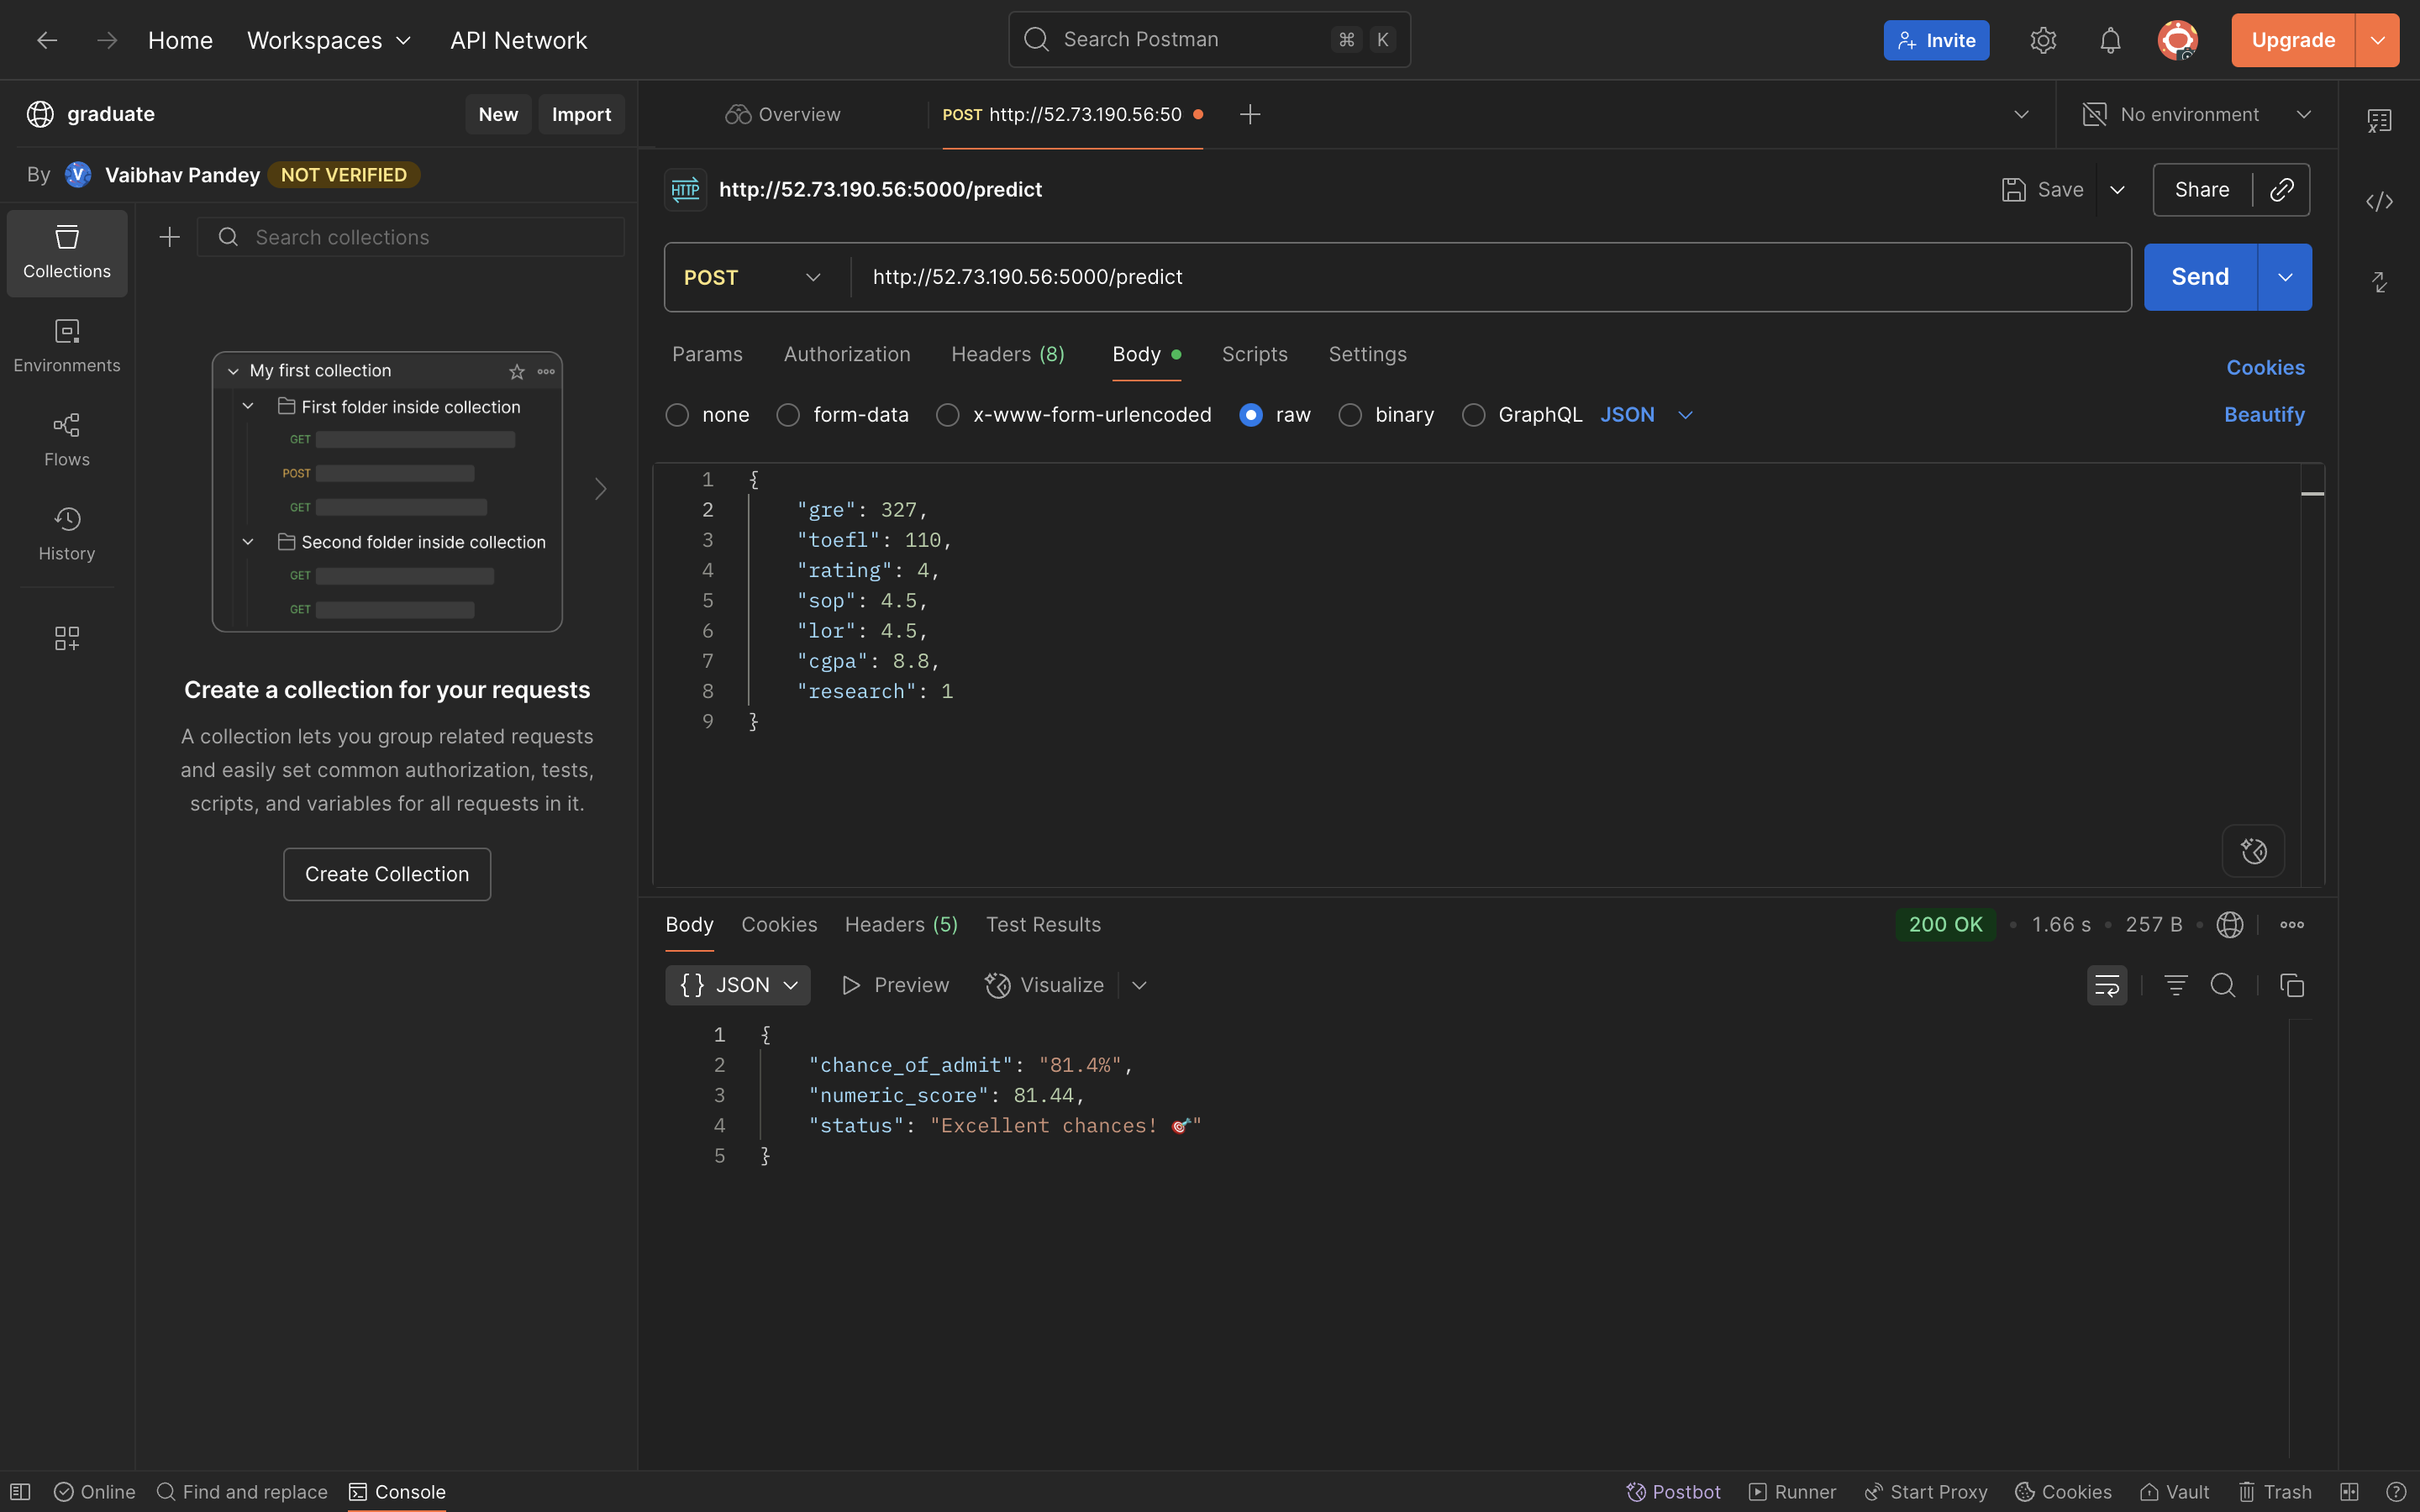 Home Workspaces API Network Search Postman ⌘ K Invite Upgrade
graduate New Import
By V Vaibhav Pandey NOT VERIFIED
Collections
Environments
Flows
History
Search collections
My first collection
First folder inside collection
GET
POST
GET
Second folder inside collection
GET
GET
Create a collection for your requests
A collection lets you group related requests
and easily set common authorization, tests,
scripts, and variables for all requests in it.
Create Collection
Overview POST http://52.73.190.56:50 No environment
HTTP http://52.73.190.56:5000/predict Save Share
POST http://52.73.190.56:5000/predict Send
Params Authorization Headers (8) Body Scripts Settings Cookies
none form-data x-www-form-urlencoded raw binary GraphQL JSON Beautify
1 {
2 "gre": 327,
3 "toefl": 110,
4 "rating": 4,
5 "sop": 4.5,
6 "lor": 4.5,
7 "cgpa": 8.8,
8 "research": 1
9 }
Body Cookies Headers (5) Test Results 200 OK • 1.66 s • 257 B •
{} JSON Preview Visualize
1 {
2 "chance_of_admit": "81.4%",
3 "numeric_score": 81.44,
4 "status": "Excellent chances! 🎯"
5 }
Online Find and replace Console Postbot Runner Start Proxy Cookies Vault Trash